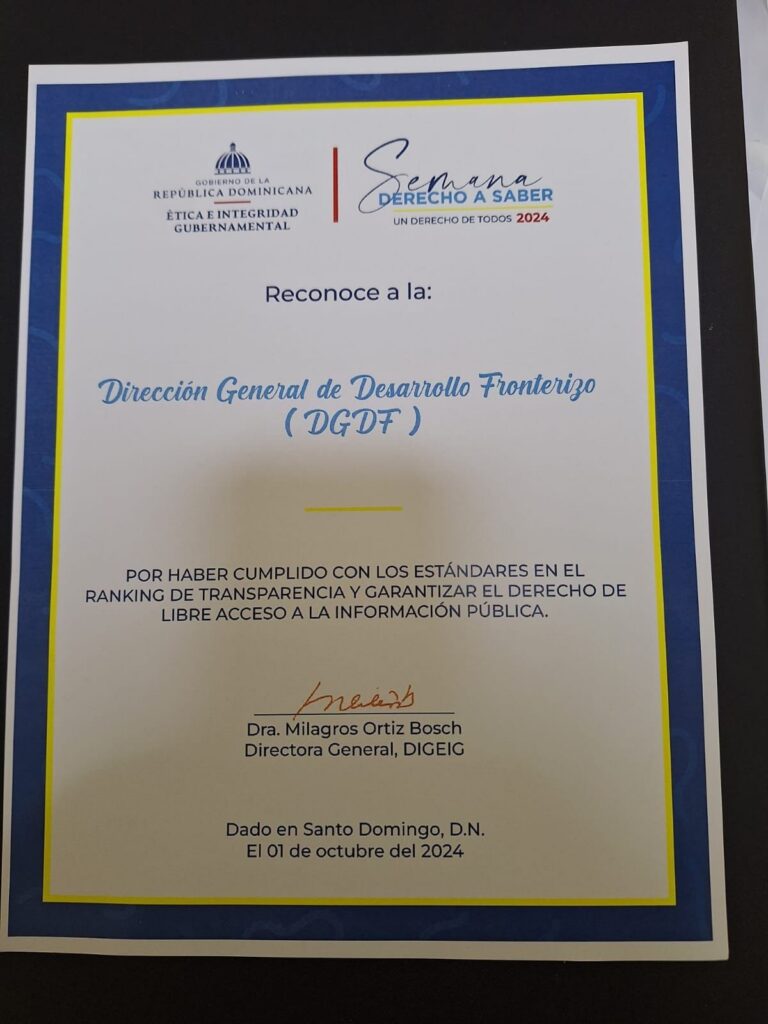 GOBIERNO DE LA
REPÚBLICA DOMINICANA
ÉTICA E INTEGRIDAD
GUBERNAMENTAL
Semana
DERECHO A SABER
UN DERECHO DE TODOS 2024
Reconoce a la:
Dirección General de Desarrollo Fronterizo
( DGDF )
POR HABER CUMPLIDO CON LOS ESTÁNDARES EN EL
RANKING DE TRANSPARENCIA Y GARANTIZAR EL DERECHO DE
LIBRE ACCESO A LA INFORMACIÓN PÚBLICA.
Dra. Milagros Ortiz Bosch
Directora General, DIGEIG
Dado en Santo Domingo, D.N.
El 01 de octubre del 2024